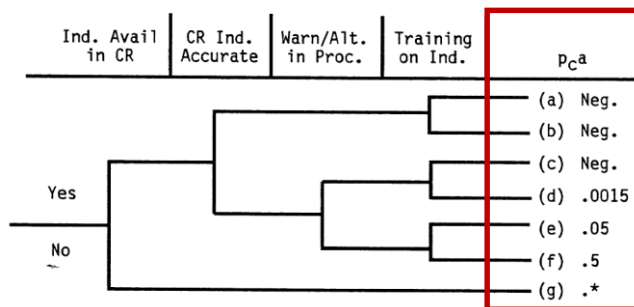 Ind. Avail in CR
CR Ind. Accurate
Warn/Alt. in Proc.
Training on Ind.
pca
(a) Neg.
(b) Neg.
(c) Neg.
Yes
(d) .0015
(e) .05
No
(f) .5
(g) .*